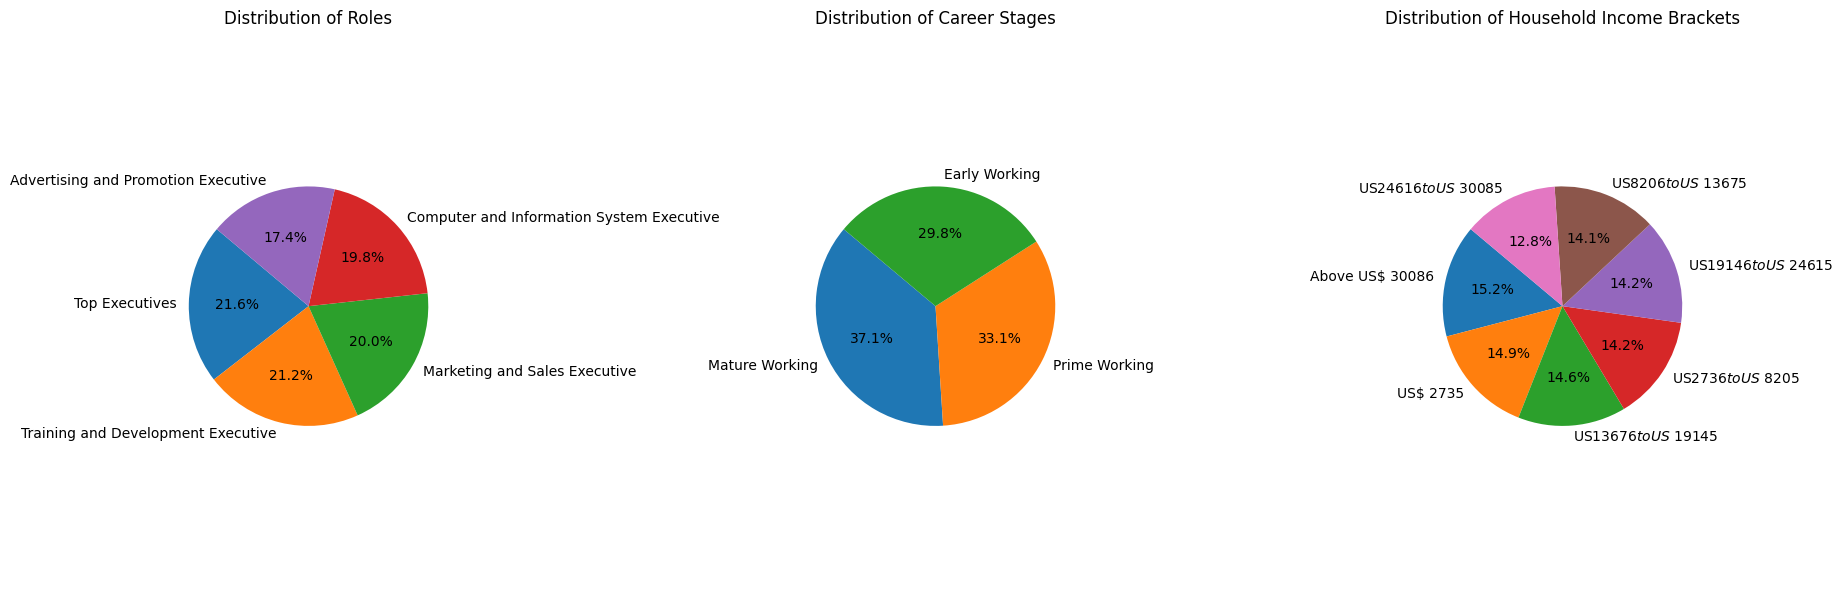 Distribution of Roles
Advertising and Promotion Executive
17.4%
Computer and Information System Executive
19.8%
Top Executives
21.6%
20.0%
Marketing and Sales Executive
21.2%
Training and Development Executive
Distribution of Career Stages
Early Working
29.8%
37.1%
33.1%
Mature Working
Prime Working
Distribution of Household Income Brackets
US24616toUS 30085
US8206toUS 13675
12.8%
14.1%
US19146toUS 24615
Above US$ 30086
15.2%
14.2%
14.9%
14.2%
US2736toUS 8205
14.6%
US$ 2735
US13676toUS 19145